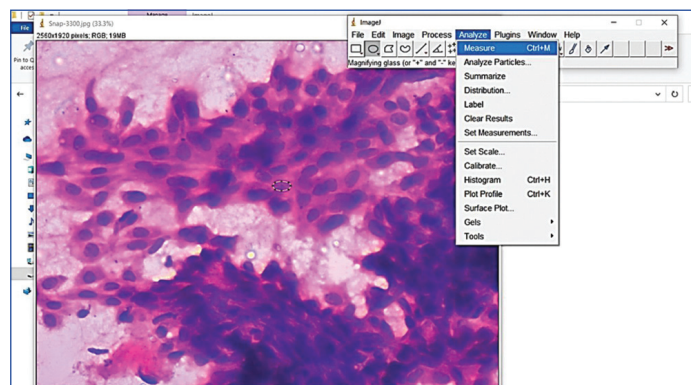 Snap-3300.jpg (33.3%)
2560x1920 pixels; RGB; 19MB
File
Pin to Q
acces
ImageJ
File Edit Image Process Analyze Plugins Window Help
Magnifying glass (or "+" and "-" ke
Measure Ctrl+M
Analyze Particles...
Summarize
Distribution...
Label
Clear Results
Set Measurements...
Set Scale...
Calibrate...
Histogram Ctrl+H
Plot Profile Ctrl+K
Surface Plot...
Gels
Tools